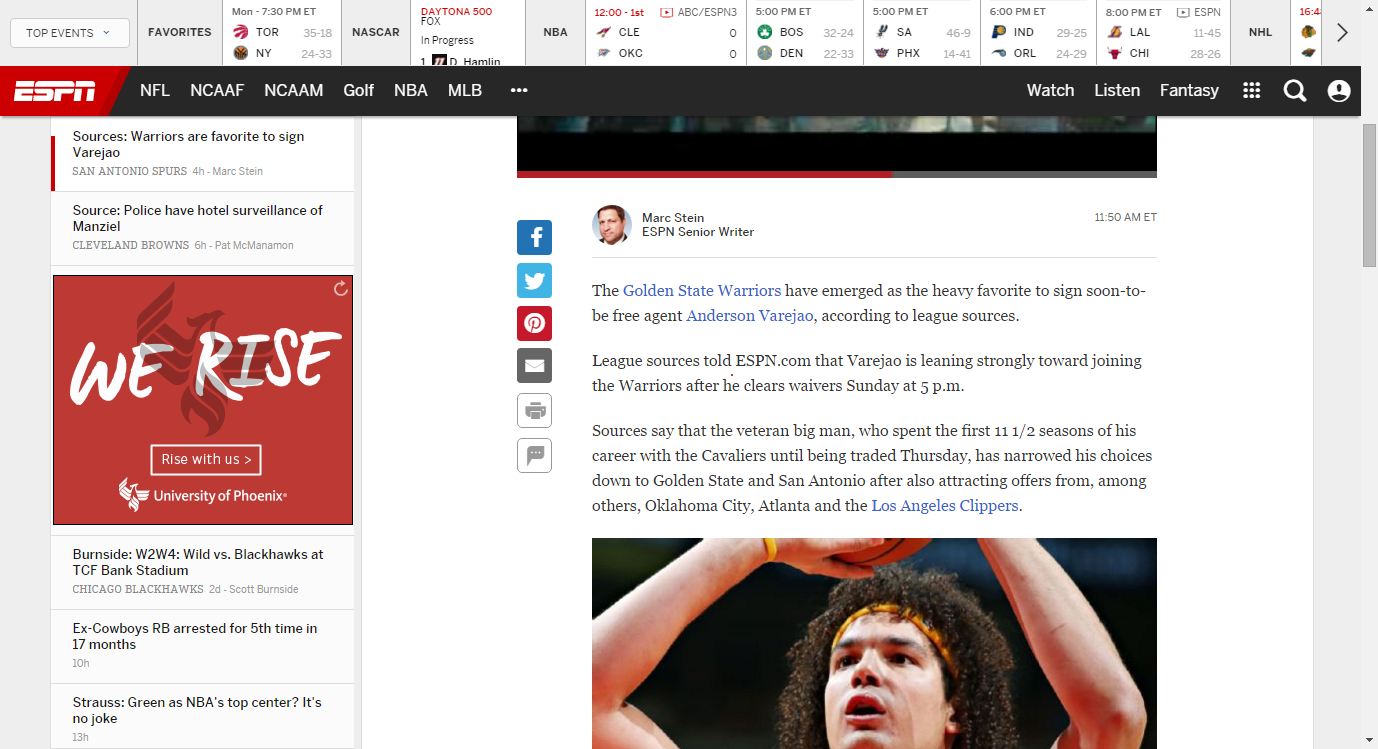 TOP EVENTS
FAVORITES
Mon - 7:30 PM ET
TOR 35-18
NY 24-33
NASCAR
DAYTONA 500
FOX
In Progress
1 D. Hamlin
NBA
12:00 - 1st ABC/ESPN3
CLE 0
OKC 0
5:00 PM ET
BOS 32-24
DEN 22-33
5:00 PM ET
SA 46-9
PHX 14-41
6:00 PM ET
IND 29-25
ORL 24-29
8:00 PM ET ESPN
LAL 11-45
CHI 28-26
NHL
16:4
ESPN NFL NCAAF NCAAM Golf NBA MLB ••• Watch Listen Fantasy
Sources: Warriors are favorite to sign
Varejao
SAN ANTONIO SPURS 4h - Marc Stein
Source: Police have hotel surveillance of
Manziel
CLEVELAND BROWNS 6h - Pat McManamon
WE RISE
Rise with us >
University of Phoenix®
Burnside: W2W4: Wild vs. Blackhawks at
TCF Bank Stadium
CHICAGO BLACKHAWKS 2d - Scott Burnside
Ex-Cowboys RB arrested for 5th time in
17 months
10h
Strauss: Green as NBA's top center? It's
no joke
13h
Marc Stein
ESPN Senior Writer
11:50 AM ET
The Golden State Warriors have emerged as the heavy favorite to sign soon-to-
be free agent Anderson Varejao, according to league sources.
League sources told ESPN.com that Varejao is leaning strongly toward joining
the Warriors after he clears waivers Sunday at 5 p.m.
Sources say that the veteran big man, who spent the first 11 1/2 seasons of his
career with the Cavaliers until being traded Thursday, has narrowed his choices
down to Golden State and San Antonio after also attracting offers from, among
others, Oklahoma City, Atlanta and the Los Angeles Clippers.